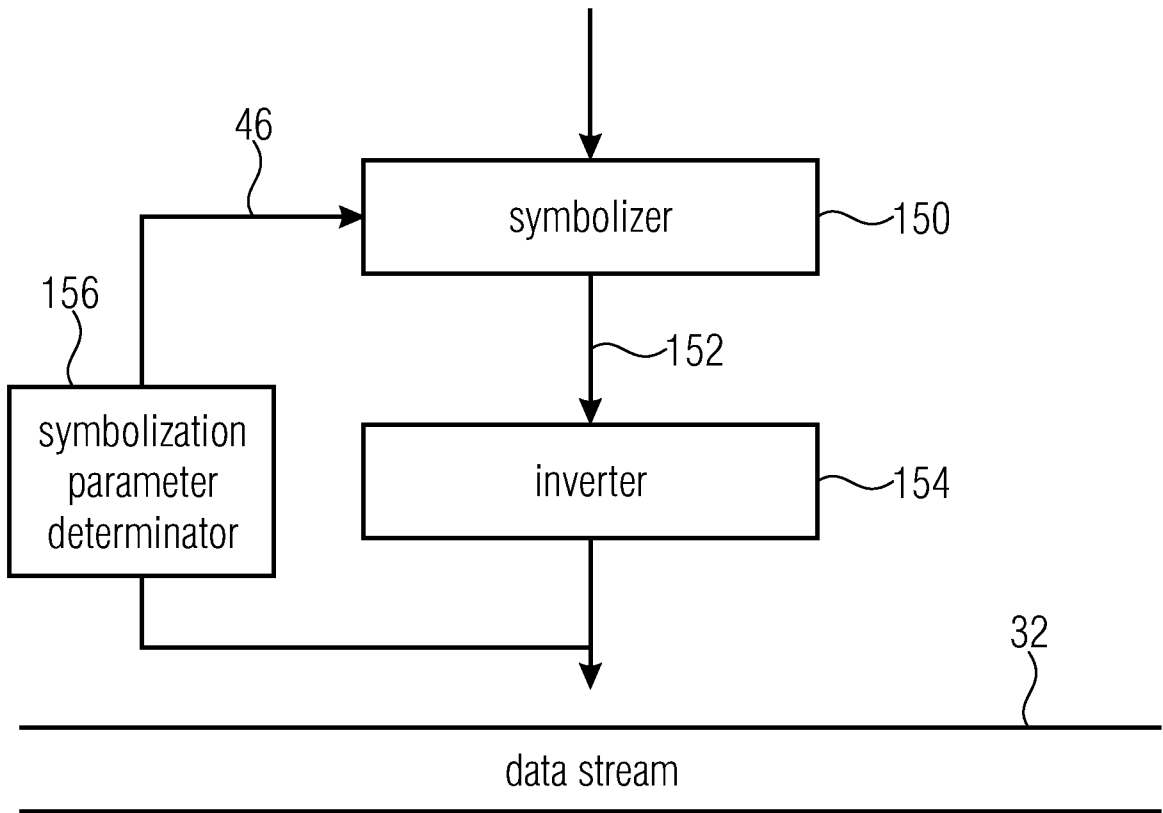 46
symbolizer
150
156
152
symbolization
parameter
determinator
inverter
154
32
data stream